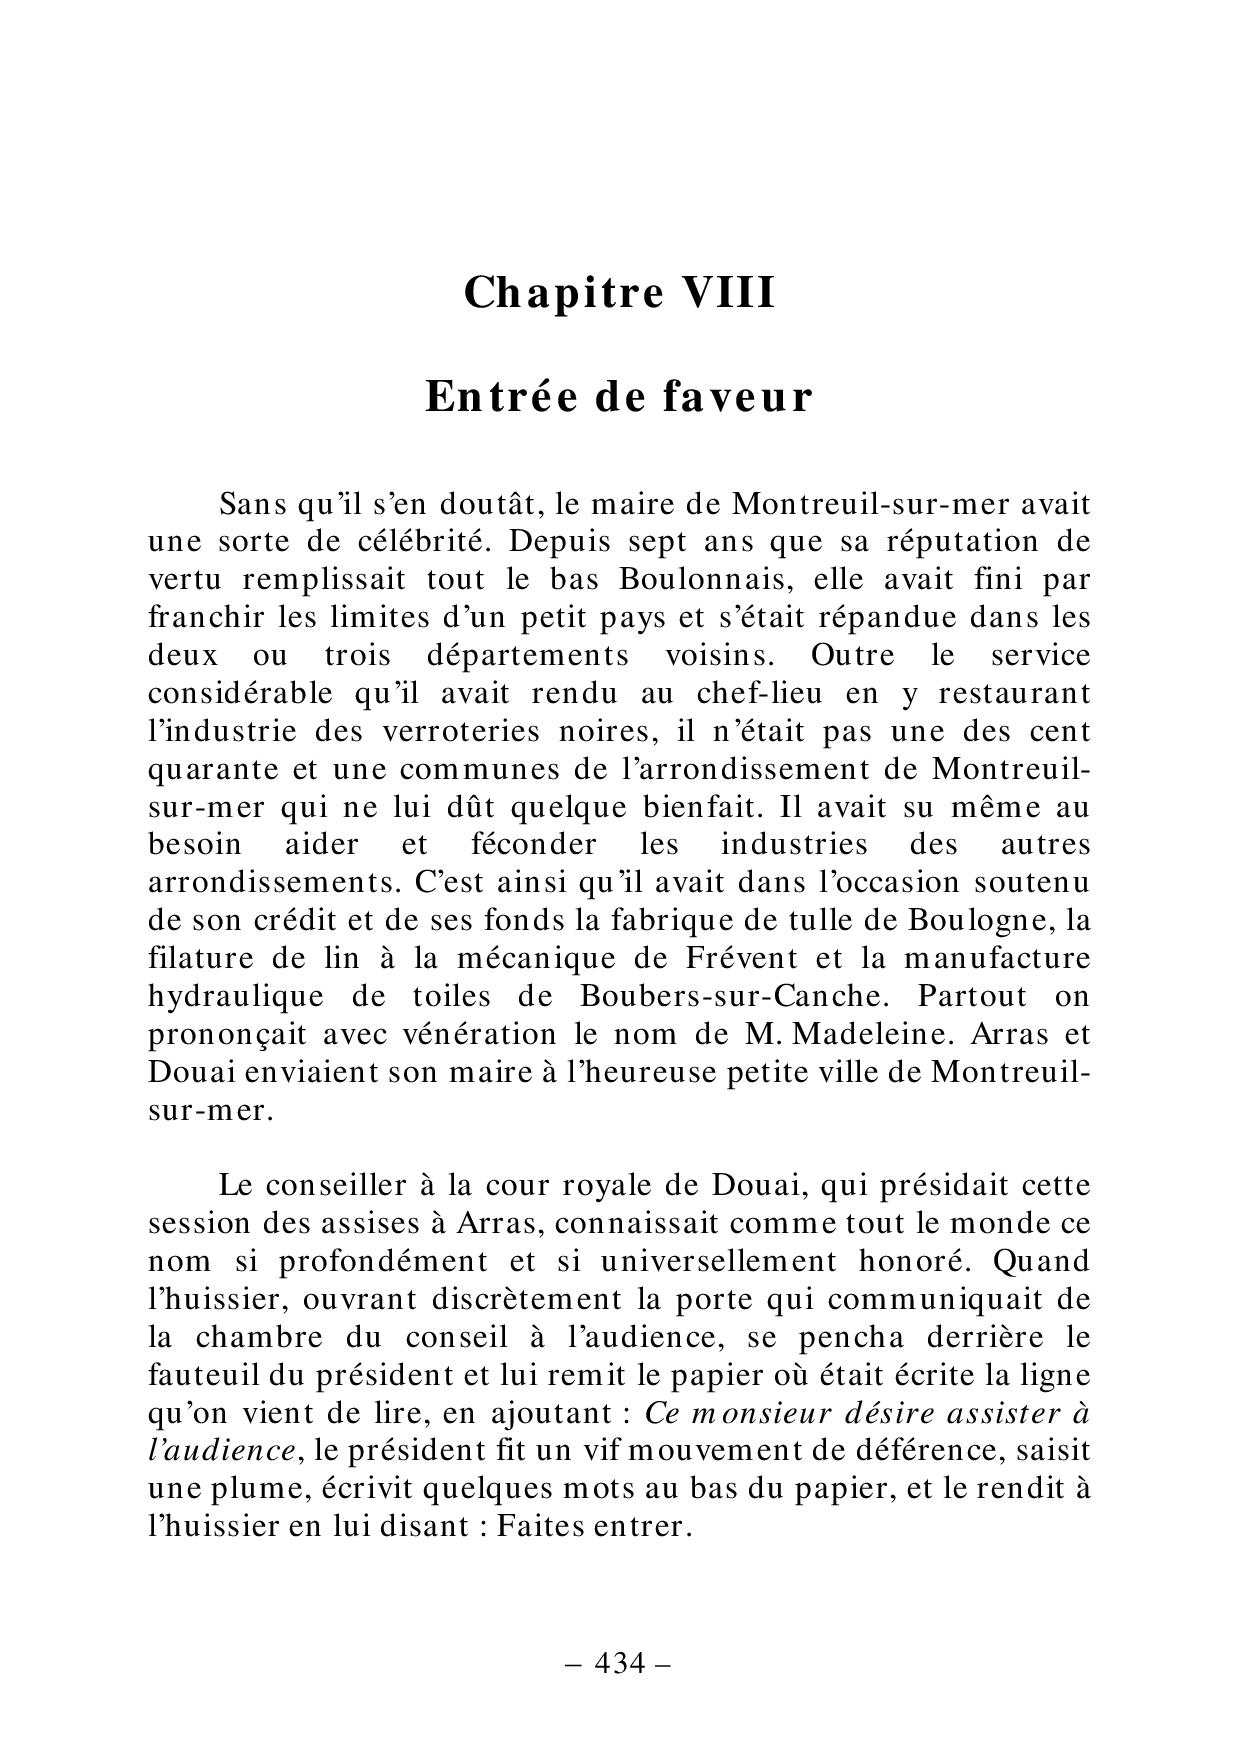 Chapitre VIII
Entrée de faveur
Sans qu’il s’en doutât, le maire de Montreuil-sur-mer avait
une sorte de célébrité. Depuis sept ans que sa réputation de
vertu remplissait tout le bas Boulonnais, elle avait fini par
franchir les limites d’un petit pays et s’était répandue dans les
deux ou trois départements voisins. Outre le service
considérable qu’il avait rendu au chef-lieu en y restaurant
l’industrie des verroteries noires, il n’était pas une des cent
quarante et une communes de l’arrondissement de Montreuil-
sur-mer qui ne lui dût quelque bienfait. Il avait su même au
besoin aider et féconder les industries des autres
arrondissements. C’est ainsi qu’il avait dans l’occasion soutenu
de son crédit et de ses fonds la fabrique de tulle de Boulogne, la
filature de lin à la mécanique de Frévent et la manufacture
hydraulique de toiles de Boubers-sur-Canche. Partout on
prononçait avec vénération le nom de M. Madeleine. Arras et
Douai enviaient son maire à l’heureuse petite ville de Montreuil-
sur-mer.
Le conseiller à la cour royale de Douai, qui présidait cette
session des assises à Arras, connaissait comme tout le monde ce
nom si profondément et si universellement honoré. Quand
l’huissier, ouvrant discrètement la porte qui communiquait de
la chambre du conseil à l’audience, se pencha derrière le
fauteuil du président et lui remit le papier où était écrite la ligne
qu’on vient de lire, en ajoutant : Ce monsieur désire assister à
l’audience, le président fit un vif mouvement de déférence, saisit
une plume, écrivit quelques mots au bas du papier, et le rendit à
l’huissier en lui disant : Faites entrer.
– 434 –